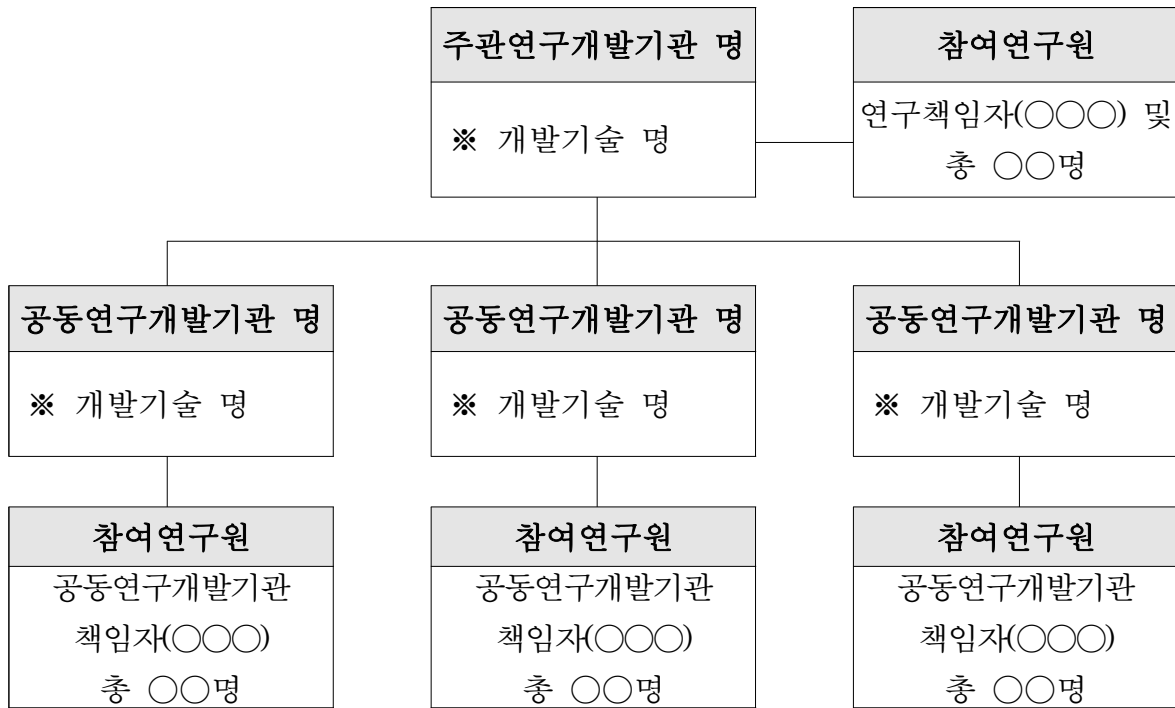 주관연구개발기관 명
※ 개발기술 명
참여연구원
연구책임자(○○○) 및
총 ○○명
공동연구개발기관 명
※ 개발기술 명
공동연구개발기관 명
※ 개발기술 명
공동연구개발기관 명
※ 개발기술 명
참여연구원
공동연구개발기관
책임자(○○○)
총 ○○명
참여연구원
공동연구개발기관
책임자(○○○)
총 ○○명
참여연구원
공동연구개발기관
책임자(○○○)
총 ○○명